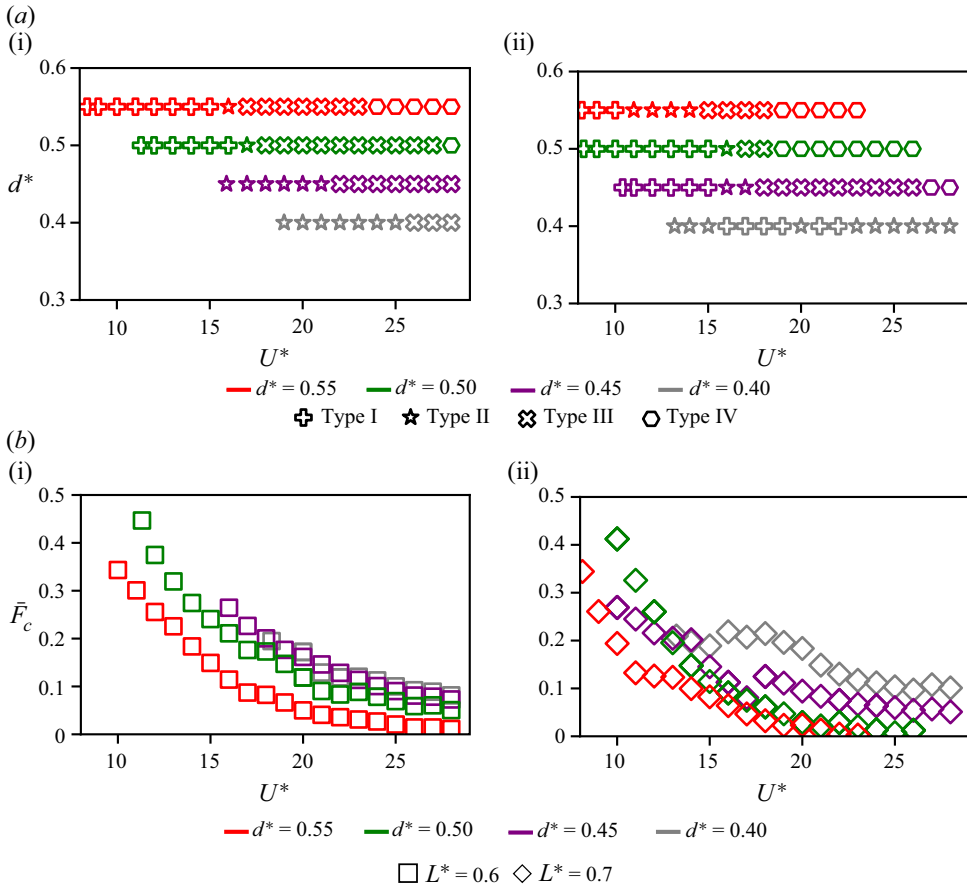 (a)
(i) (ii)
0.6 0.6
0.5 0.5
d*
0.4 0.4
0.3 0.3
10 15 20 25 10 15 20 25
U* U*
d* = 0.55 d* = 0.50 d* = 0.45 d* = 0.40
Type I Type II Type III Type IV
(b)
(i) (ii)
0.5 0.5
0.4 0.4
0.3 0.3
F̄c
0.2 0.2
0.1 0.1
0 0
10 15 20 25 10 15 20 25
U* U*
d* = 0.55 d* = 0.50 d* = 0.45 d* = 0.40
L* = 0.6 L* = 0.7